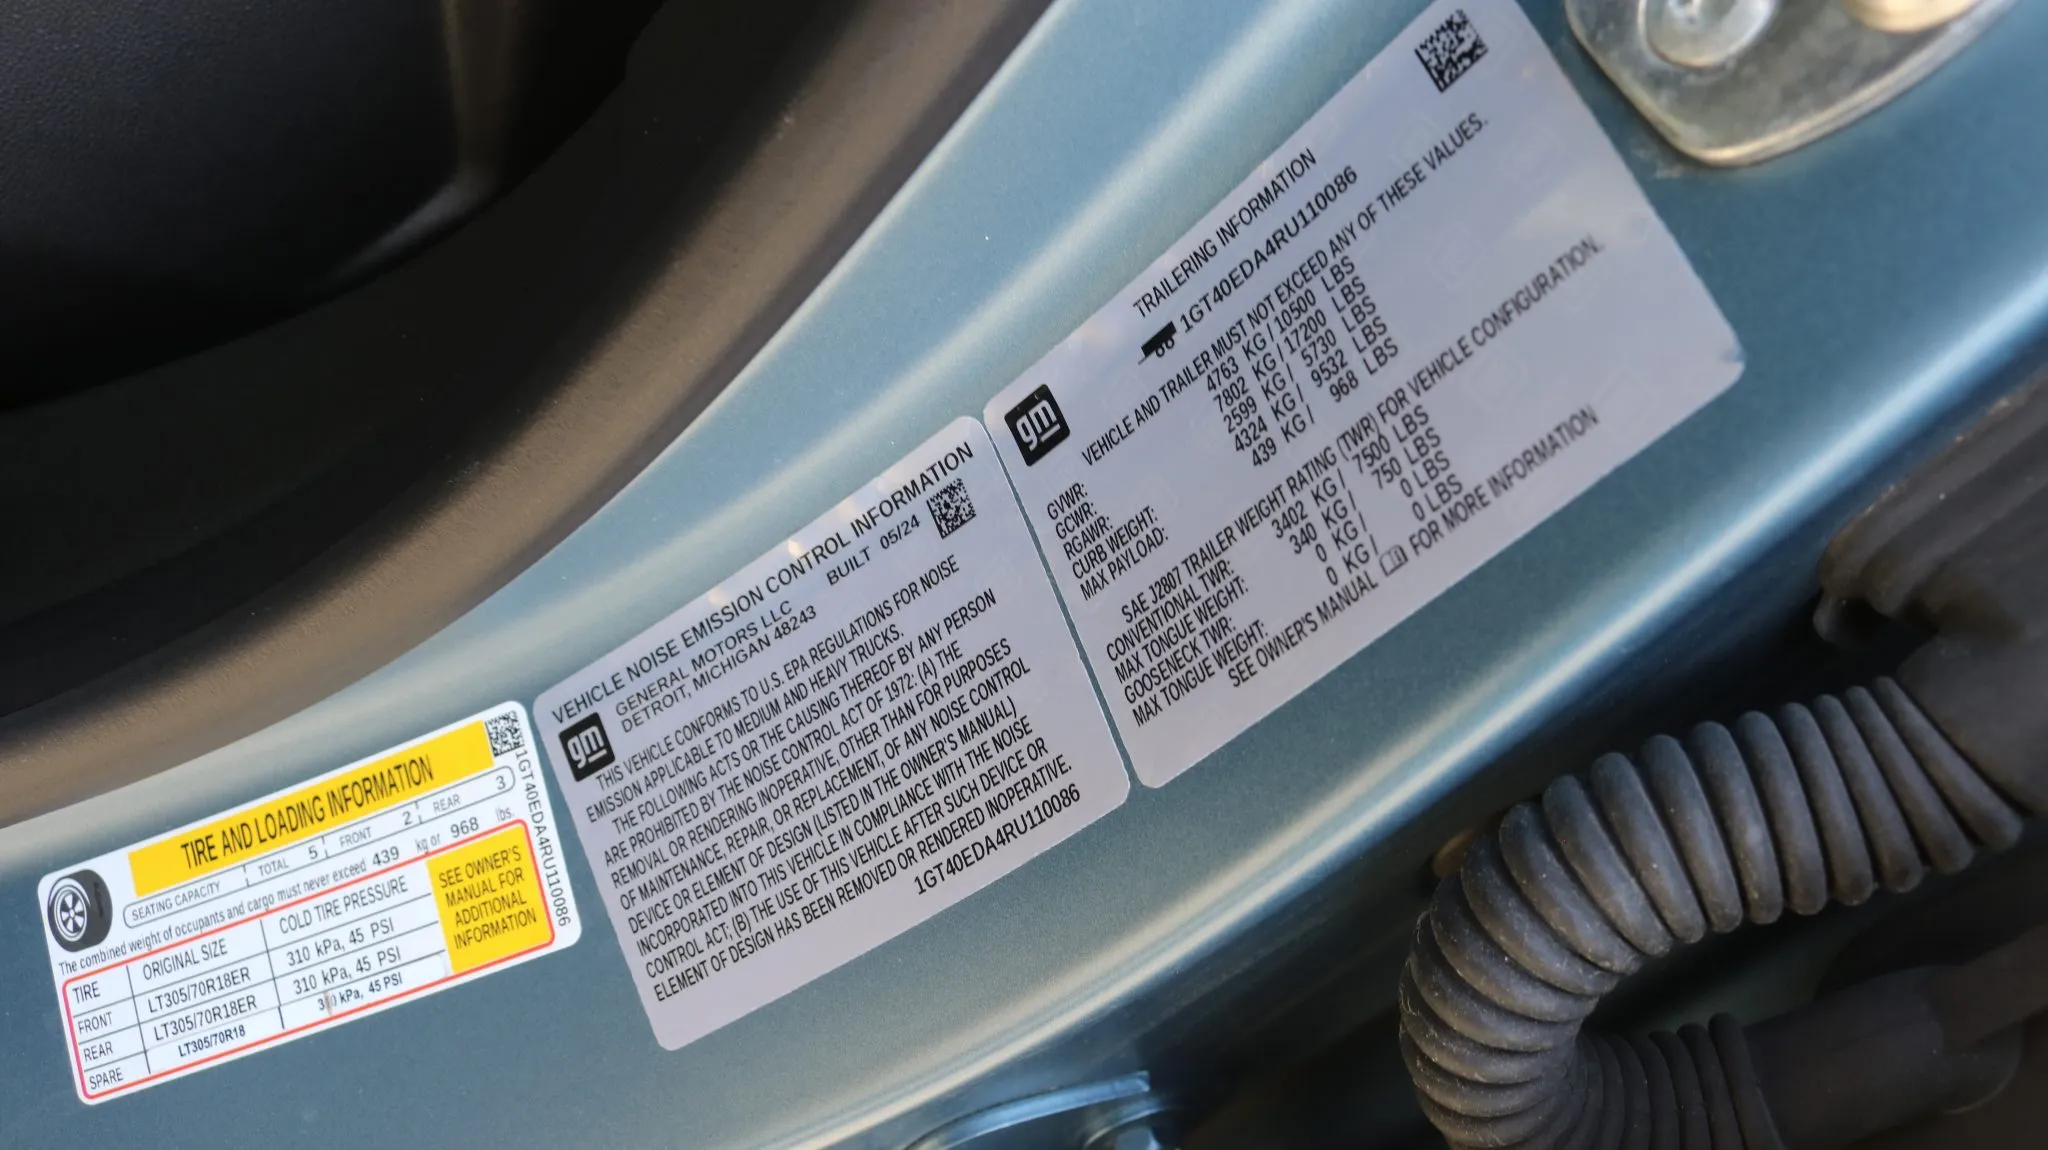 TIRE AND LOADING INFORMATION
SEATING CAPACITY TOTAL 5 FRONT 2 REAR 3
The combined weight of occupants and cargo must never exceed 439 kg or 968 lbs.
TIRE ORIGINAL SIZE COLD TIRE PRESSURE
FRONT LT305/70R18ER 310 kPa, 45 PSI
REAR LT305/70R18ER 310 kPa, 45 PSI
SPARE LT305/70R18 310 kPa, 45 PSI
SEE OWNER'S
MANUAL FOR
ADDITIONAL
INFORMATION
1GT40EDA4RU110086
VEHICLE NOISE EMISSION CONTROL INFORMATION
gm
GENERAL MOTORS LLC
DETROIT, MICHIGAN 48243 BUILT 05/24
THIS VEHICLE CONFORMS TO U.S. EPA REGULATIONS FOR NOISE
EMISSION APPLICABLE TO MEDIUM AND HEAVY TRUCKS.
THE FOLLOWING ACTS OR THE CAUSING THEREOF BY ANY PERSON
ARE PROHIBITED BY THE NOISE CONTROL ACT OF 1972: (A) THE
REMOVAL OR RENDERING INOPERATIVE, OTHER THAN FOR PURPOSES
OF MAINTENANCE, REPAIR, OR REPLACEMENT, OF ANY NOISE CONTROL
DEVICE OR ELEMENT OF DESIGN (LISTED IN THE OWNER'S MANUAL)
INCORPORATED INTO THIS VEHICLE IN COMPLIANCE WITH THE NOISE
CONTROL ACT; (B) THE USE OF THIS VEHICLE AFTER SUCH DEVICE OR
ELEMENT OF DESIGN HAS BEEN REMOVED OR RENDERED INOPERATIVE.
1GT40EDA4RU110086
gm
TRAILERING INFORMATION
1GT40EDA4RU110086
VEHICLE AND TRAILER MUST NOT EXCEED ANY OF THESE VALUES.
GVWR: 4763 KG / 10500 LBS
GCWR: 7802 KG / 17200 LBS
RGAWR: 2599 KG / 5730 LBS
CURB WEIGHT: 4324 KG / 9532 LBS
MAX PAYLOAD: 439 KG / 968 LBS
SAE J2807 TRAILER WEIGHT RATING (TWR) FOR VEHICLE CONFIGURATION.
CONVENTIONAL TWR: 3402 KG / 7500 LBS
MAX TONGUE WEIGHT: 340 KG / 750 LBS
GOOSENECK TWR: 0 KG / 0 LBS
MAX TONGUE WEIGHT: 0 KG / 0 LBS
SEE OWNER'S MANUAL FOR MORE INFORMATION